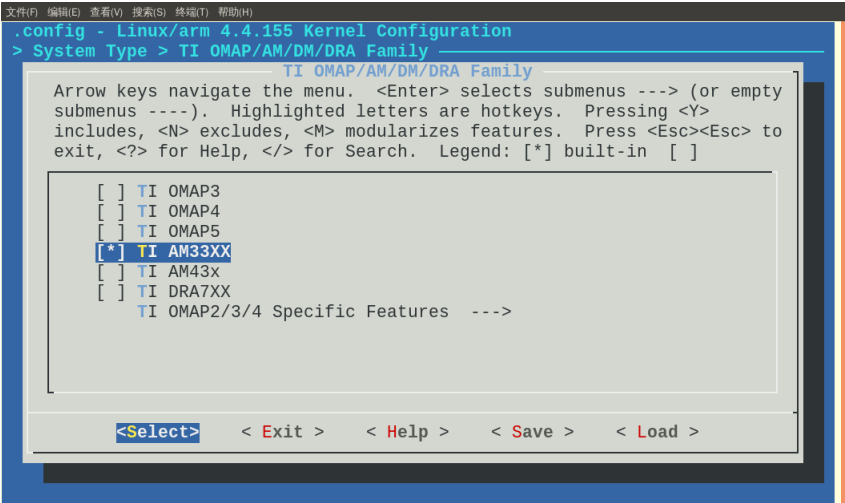 文件(F) 编辑(E) 查看(V) 搜索(S) 终端(T) 帮助(H)
.config - Linux/arm 4.4.155 Kernel Configuration
> System Type > TI OMAP/AM/DM/DRA Family
TI OMAP/AM/DM/DRA Family
Arrow keys navigate the menu.  <Enter> selects submenus ---> (or empty
submenus ----).  Highlighted letters are hotkeys.  Pressing <Y>
includes, <N> excludes, <M> modularizes features.  Press <Esc><Esc> to
exit, <?> for Help, </> for Search.  Legend: [*] built-in  [ ]
[ ] TI OMAP3
[ ] TI OMAP4
[ ] TI OMAP5
[*] TI AM33XX
[ ] TI AM43x
[ ] TI DRA7XX
TI OMAP2/3/4 Specific Features  --->
<Select>    < Exit >    < Help >    < Save >    < Load >